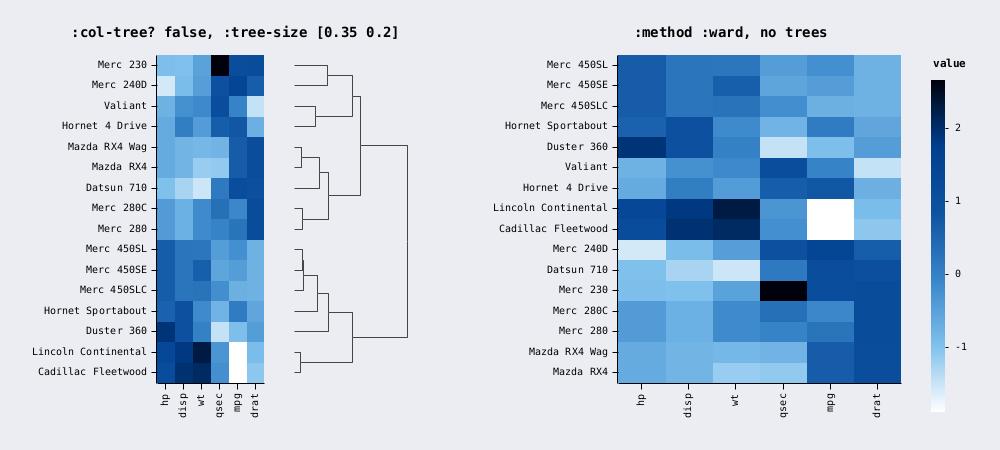 :col-tree? false, :tree-size [0.35 0.2]
Merc 230
Merc 240D
Valiant
Hornet 4 Drive
Mazda RX4 Wag
Mazda RX4
Datsun 710
Merc 280C
Merc 280
Merc 450SL
Merc 450SE
Merc 450SLC
Hornet Sportabout
Duster 360
Lincoln Continental
Cadillac Fleetwood
hp
disp
wt
qsec
mpg
drat
:method :ward, no trees
Merc 450SL
Merc 450SE
Merc 450SLC
Hornet Sportabout
Duster 360
Valiant
Hornet 4 Drive
Lincoln Continental
Cadillac Fleetwood
Merc 240D
Datsun 710
Merc 230
Merc 280C
Merc 280
Mazda RX4 Wag
Mazda RX4
hp
disp
wt
qsec
mpg
drat
value
2
1
0
-1